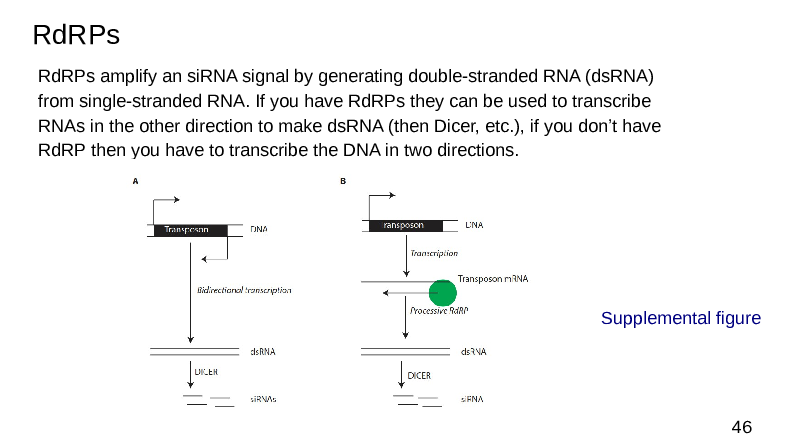 RdRPs
RdRPs amplify an siRNA signal by generating double-stranded RNA (dsRNA)
from single-stranded RNA. If you have RdRPs they can be used to transcribe
RNAs in the other direction to make dsRNA (then Dicer, etc.), if you don’t have
RdRP then you have to transcribe the DNA in two directions.
A
Transposon
DNA
Bidirectional transcription
dsRNA
DICER
siRNAs
B
ransposon
DNA
Transcription
Transposon mRNA
Processive RdRP
dsRNA
DICER
siRNA
Supplemental figure
46